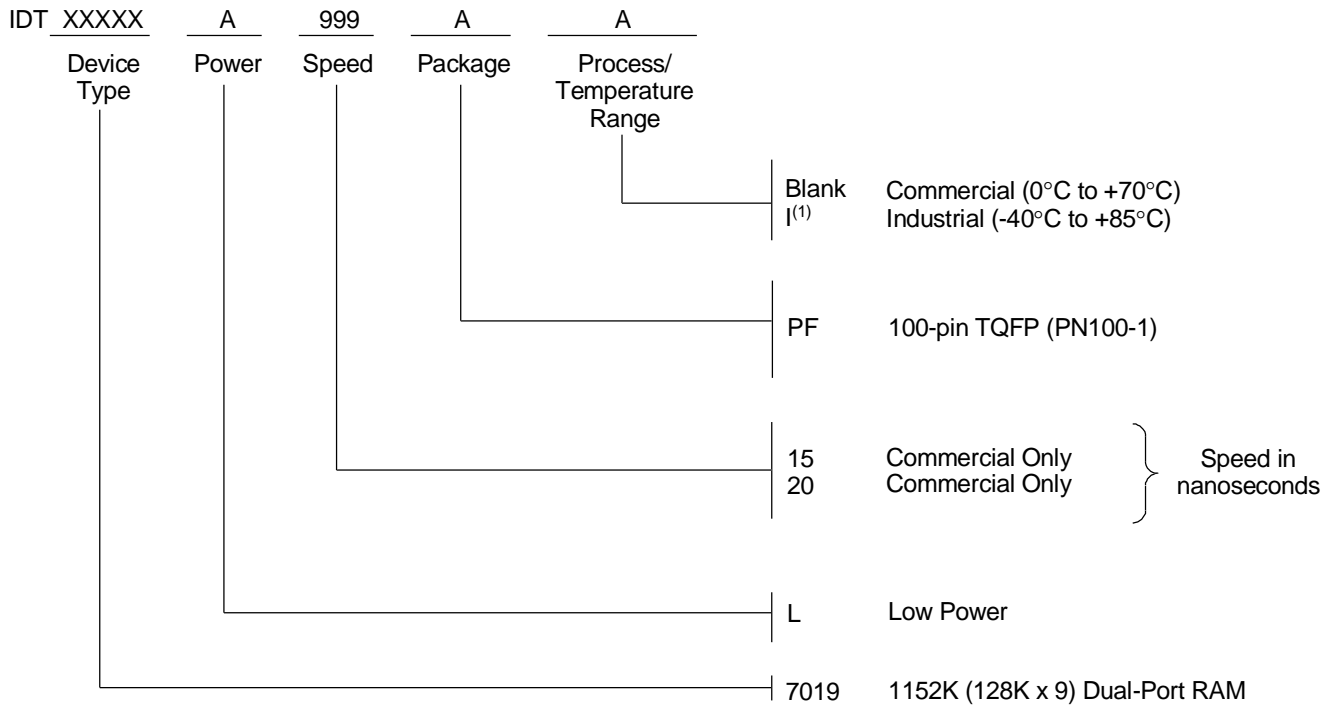 IDT XXXXX A 999 A A
Device Type Power Speed Package Process/ Temperature Range
Blank Commercial (0°C to +70°C)
I(1) Industrial (-40°C to +85°C)
PF 100-pin TQFP (PN100-1)
15 Commercial Only
20 Commercial Only
Speed in
nanoseconds
L Low Power
7019 1152K (128K x 9) Dual-Port RAM